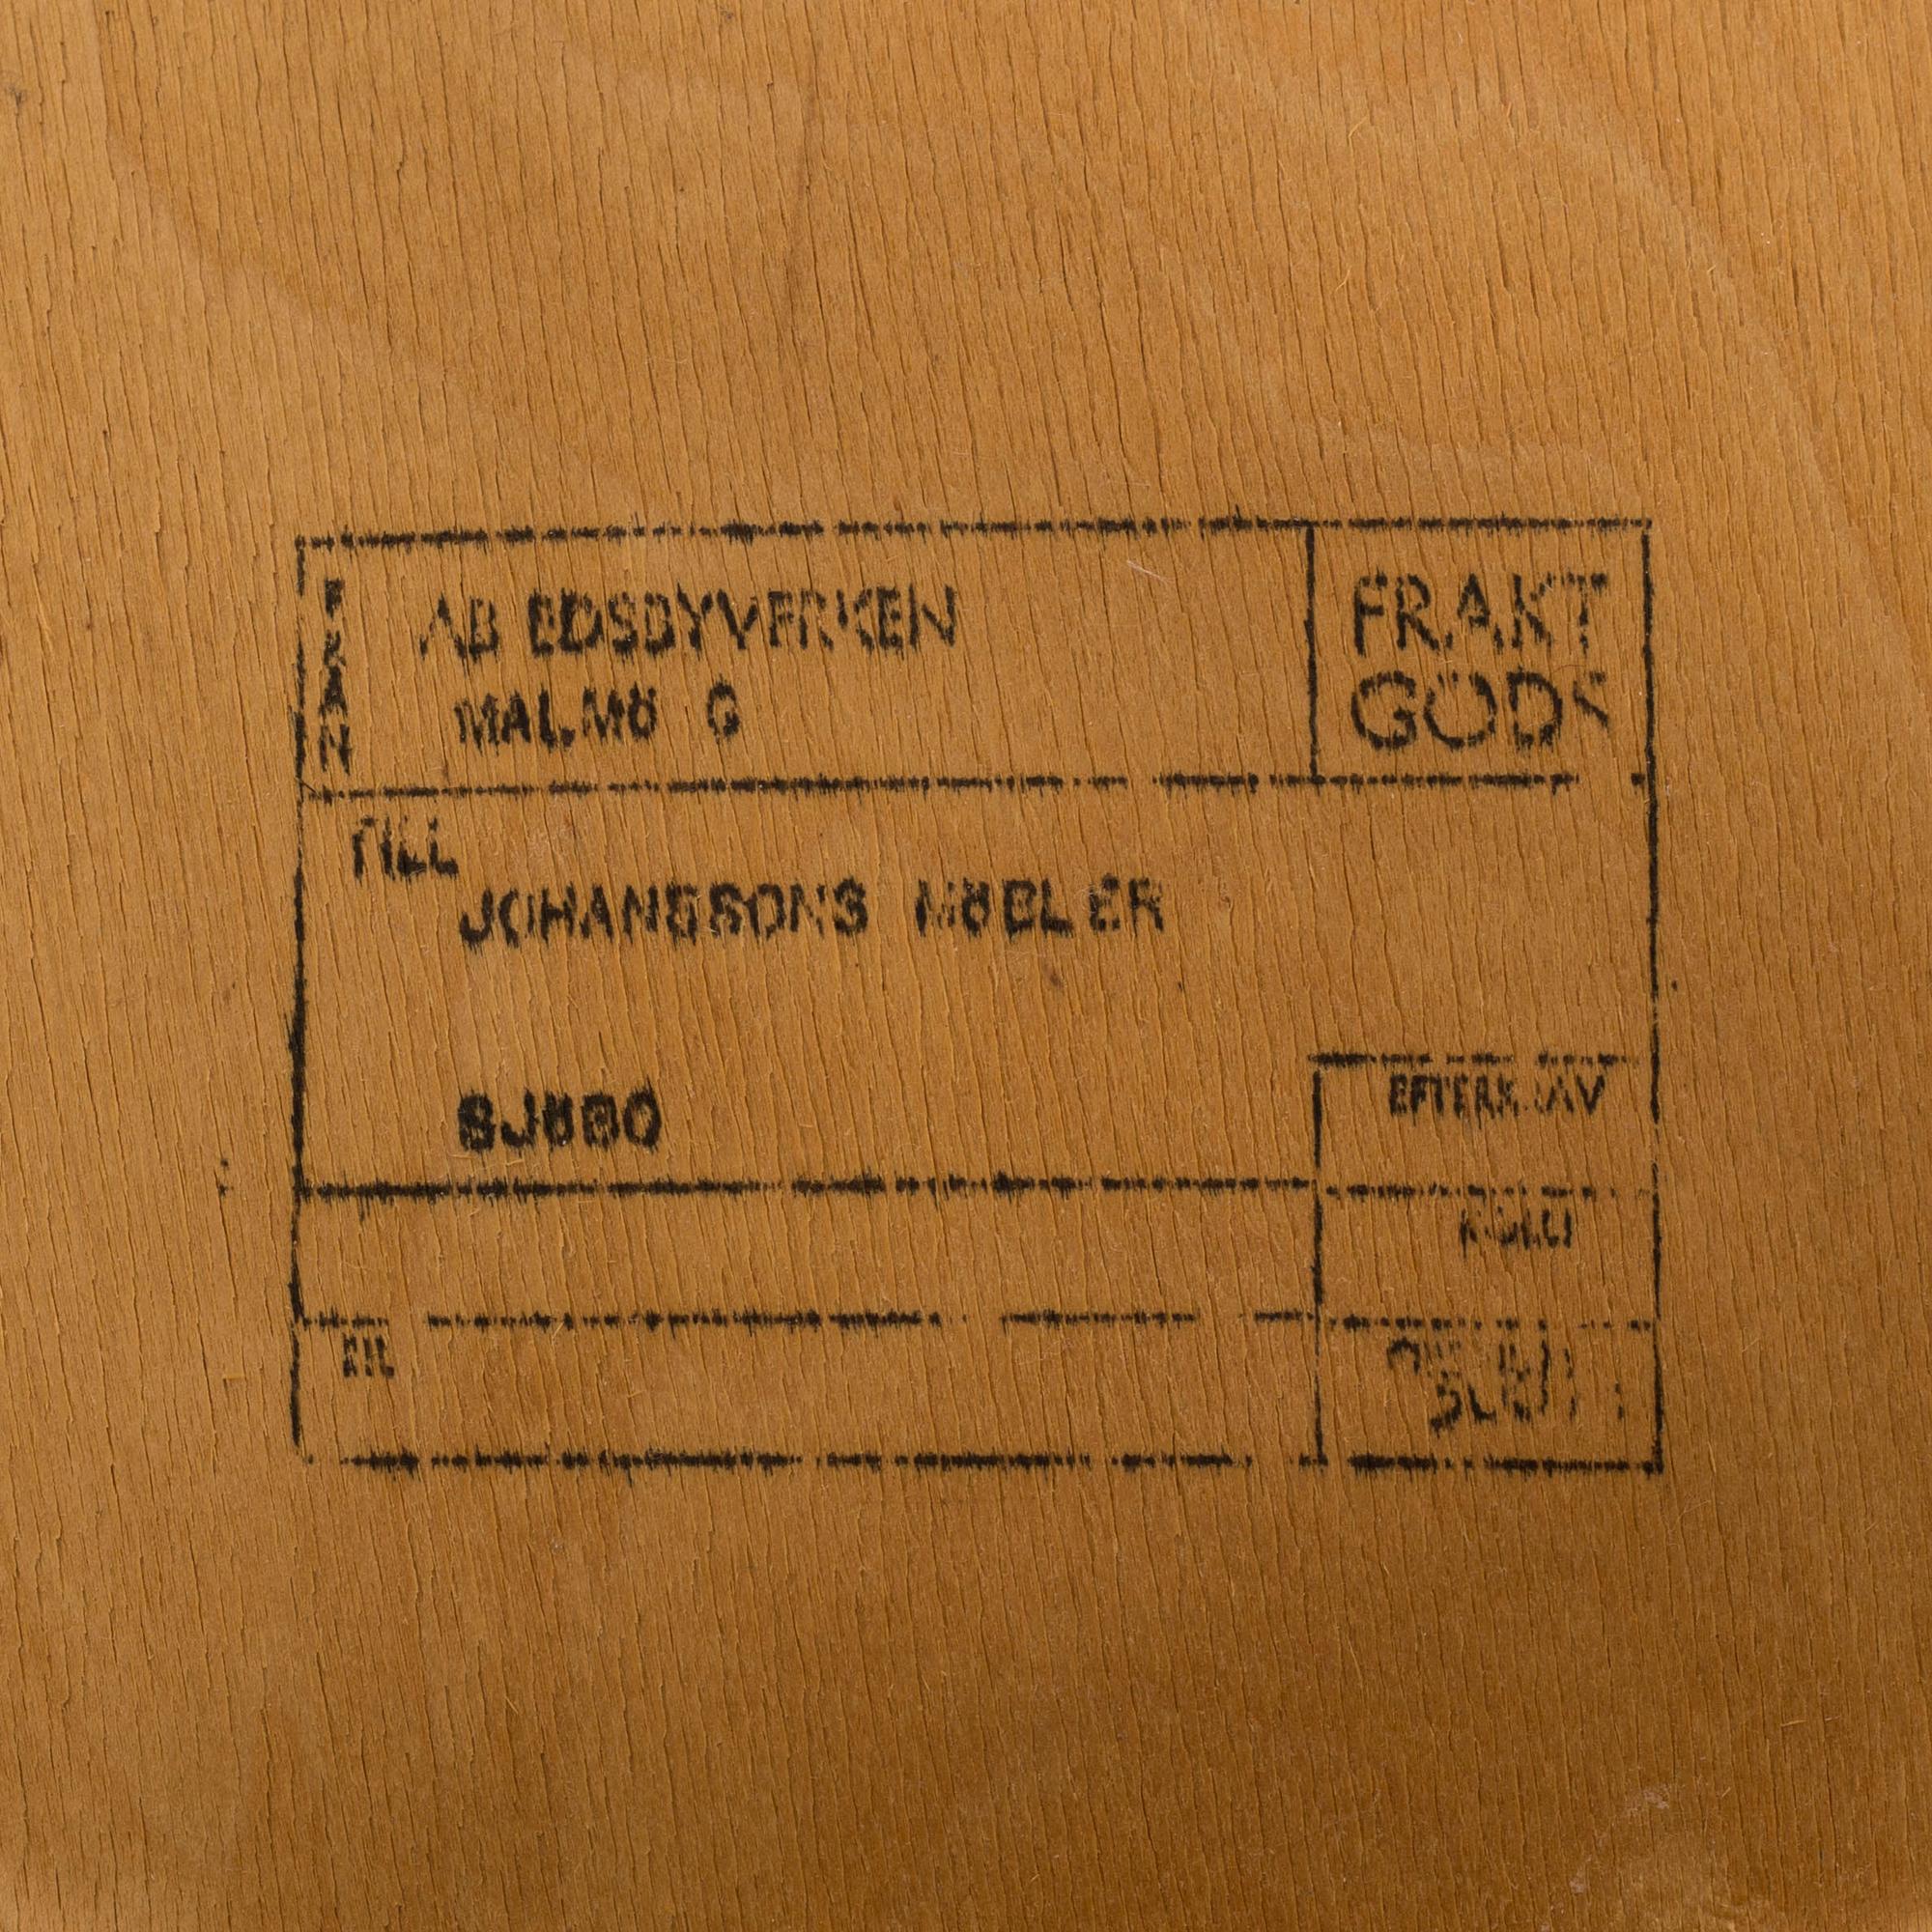 FRÅN
AB EDSBYVERKEN
MALMÖ G
FRAKT
GODS
TILL
JOHANSSONS MÖBLER
SJÖBO
EFTERKRAV
KOLLI